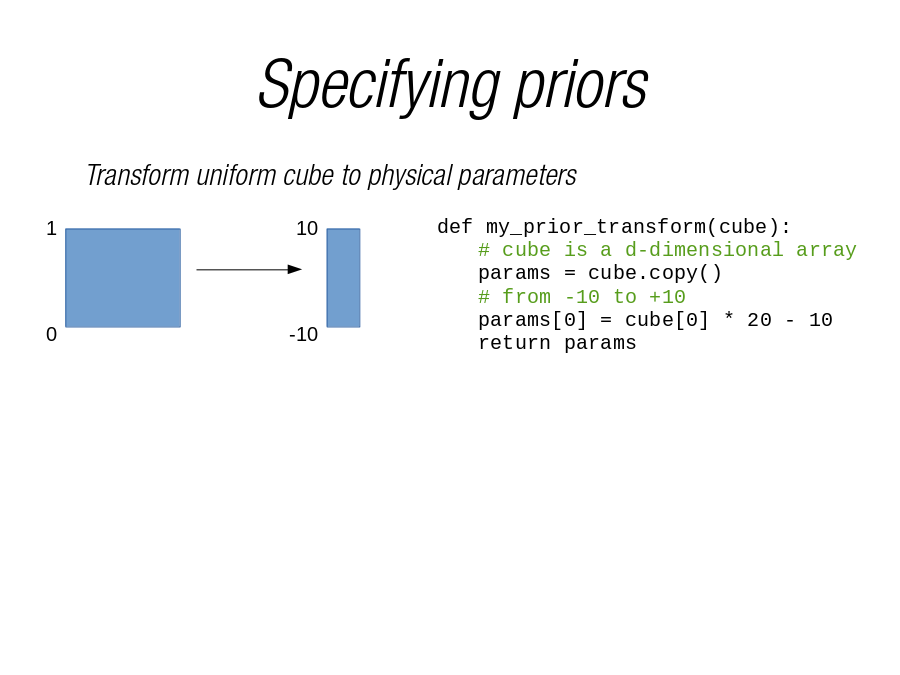 Specifying priors
Transform uniform cube to physical parameters
1
0
10
-10
def my_prior_transform(cube):
# cube is a d-dimensional array
params = cube.copy()
# from -10 to +10
params[0] = cube[0] * 20 - 10
return params